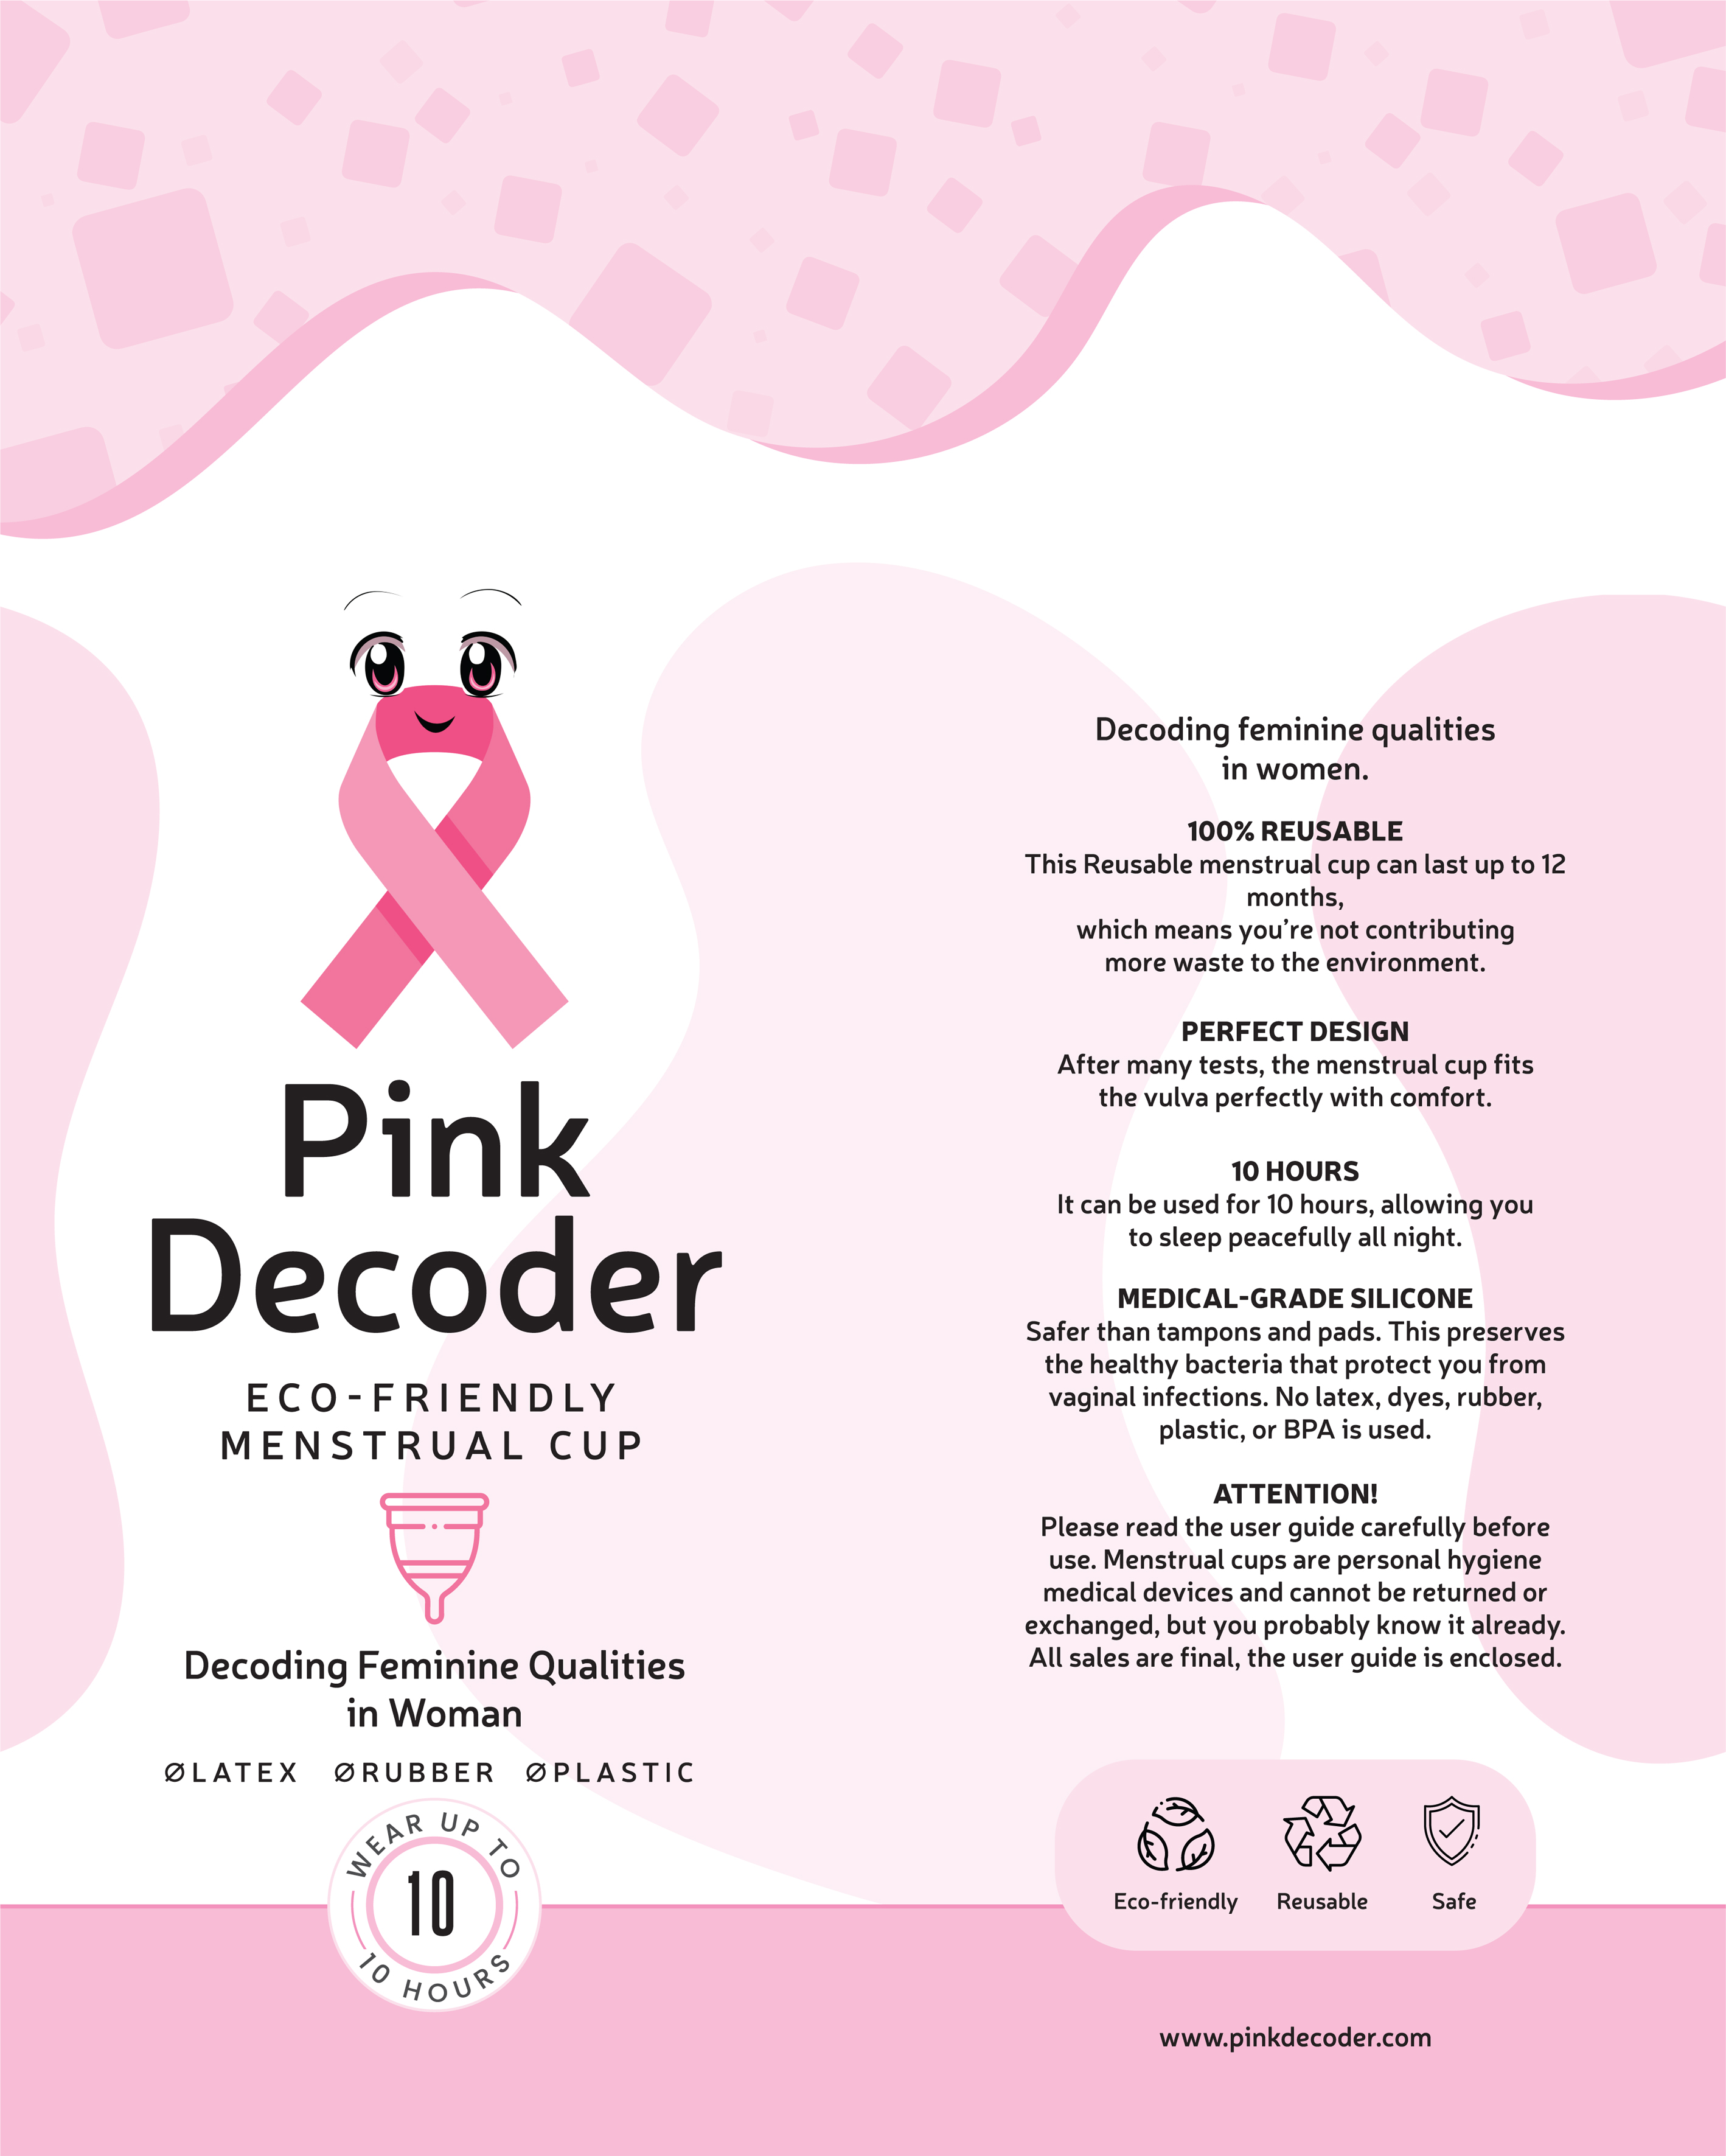 Pink
Decoder
ECO-FRIENDLY
MENSTRUAL CUP
Decoding Feminine Qualities
in Woman
ØLATEX ØRUBBER ØPLASTIC
WEAR UP TO
10
10 HOURS
Decoding feminine qualities
in women.
100% REUSABLE
This Reusable menstrual cup can last up to 12
months,
which means you’re not contributing
more waste to the environment.
PERFECT DESIGN
After many tests, the menstrual cup fits
the vulva perfectly with comfort.
10 HOURS
It can be used for 10 hours, allowing you
to sleep peacefully all night.
MEDICAL-GRADE SILICONE
Safer than tampons and pads. This preserves
the healthy bacteria that protect you from
vaginal infections. No latex, dyes, rubber,
plastic, or BPA is used.
ATTENTION!
Please read the user guide carefully before
use. Menstrual cups are personal hygiene
medical devices and cannot be returned or
exchanged, but you probably know it already.
All sales are final, the user guide is enclosed.
Eco-friendly Reusable Safe
www.pinkdecoder.com